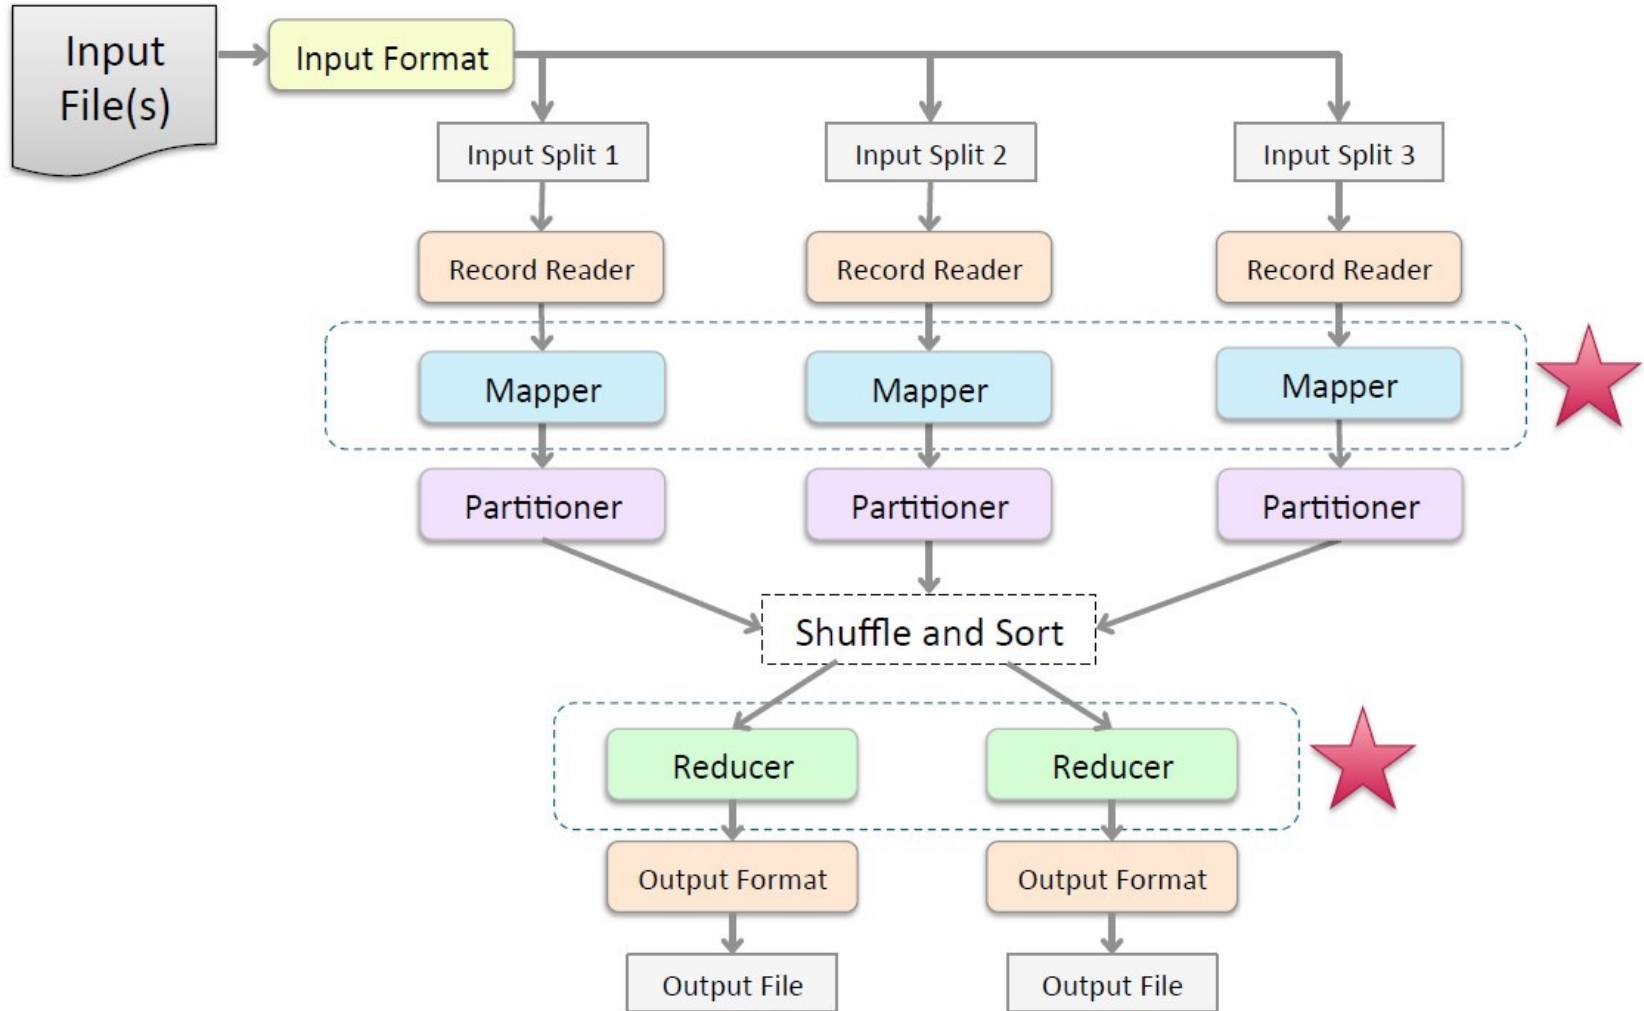 Input
File(s)
Input Format
Input Split 1
Input Split 2
Input Split 3
Record Reader
Record Reader
Record Reader
Mapper
Mapper
Mapper
Partitioner
Partitioner
Partitioner
Shuffle and Sort
Reducer
Reducer
Output Format
Output Format
Output File
Output File